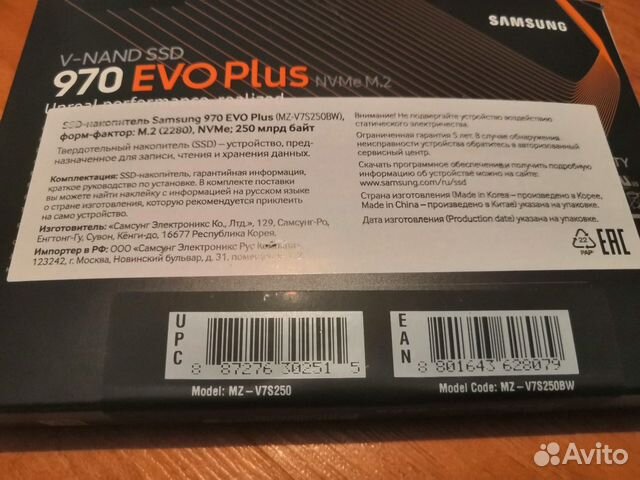 SAMSUNG
V-NAND SSD
970 EVO Plus NVMe M.2
Unreal performance, realized
SSD-накопитель Samsung 970 EVO Plus (MZ-V7S250BW),
форм-фактор: M.2 (2280), NVMe; 250 млрд байт
Твердотельный накопитель (SSD) – устройство, пред-
назначенное для записи, чтения и хранения данных.
Комплектация: SSD-накопитель, гарантийная информация,
краткое руководство по установке. В комплекте поставки
вы можете найти наклейку с информацией на русском языке
о стране изготовления, которую рекомендуется приклеить
на само устройство.
Изготовитель: «Самсунг Электроникс Ко., Лтд.», 129, Самсунг-Ро,
Енгтонг-Гу, Сувон, Кёнги-до, 16677 Республика Корея.
Импортер в РФ: ООО «Самсунг Электроникс Рус
123242, г. Москва, Новинский бульвар, д. 31,
Внимание! Не подвергайте устройство воздействию
статического электричества.
Ограниченная гарантия 5 лет. В случае обнаружения
неисправности устройства обратитесь в авторизованный
сервисный центр.
Скачать программное обеспечение и получить подробную
информацию об устройстве можно на сайте:
www.samsung.com/ru/ssd
Страна изготовления (Made in Korea – произведено в Корее,
Made in China – произведено в Китае) указана на упаковке.
Дата изготовления (Production date) указана на упаковке.
22
PAP
EAC
UPC
8 87276 30251 5
Model: MZ-V7S250
EAN
8 801643 628079
Model Code: MZ-V7S250BW
Avito